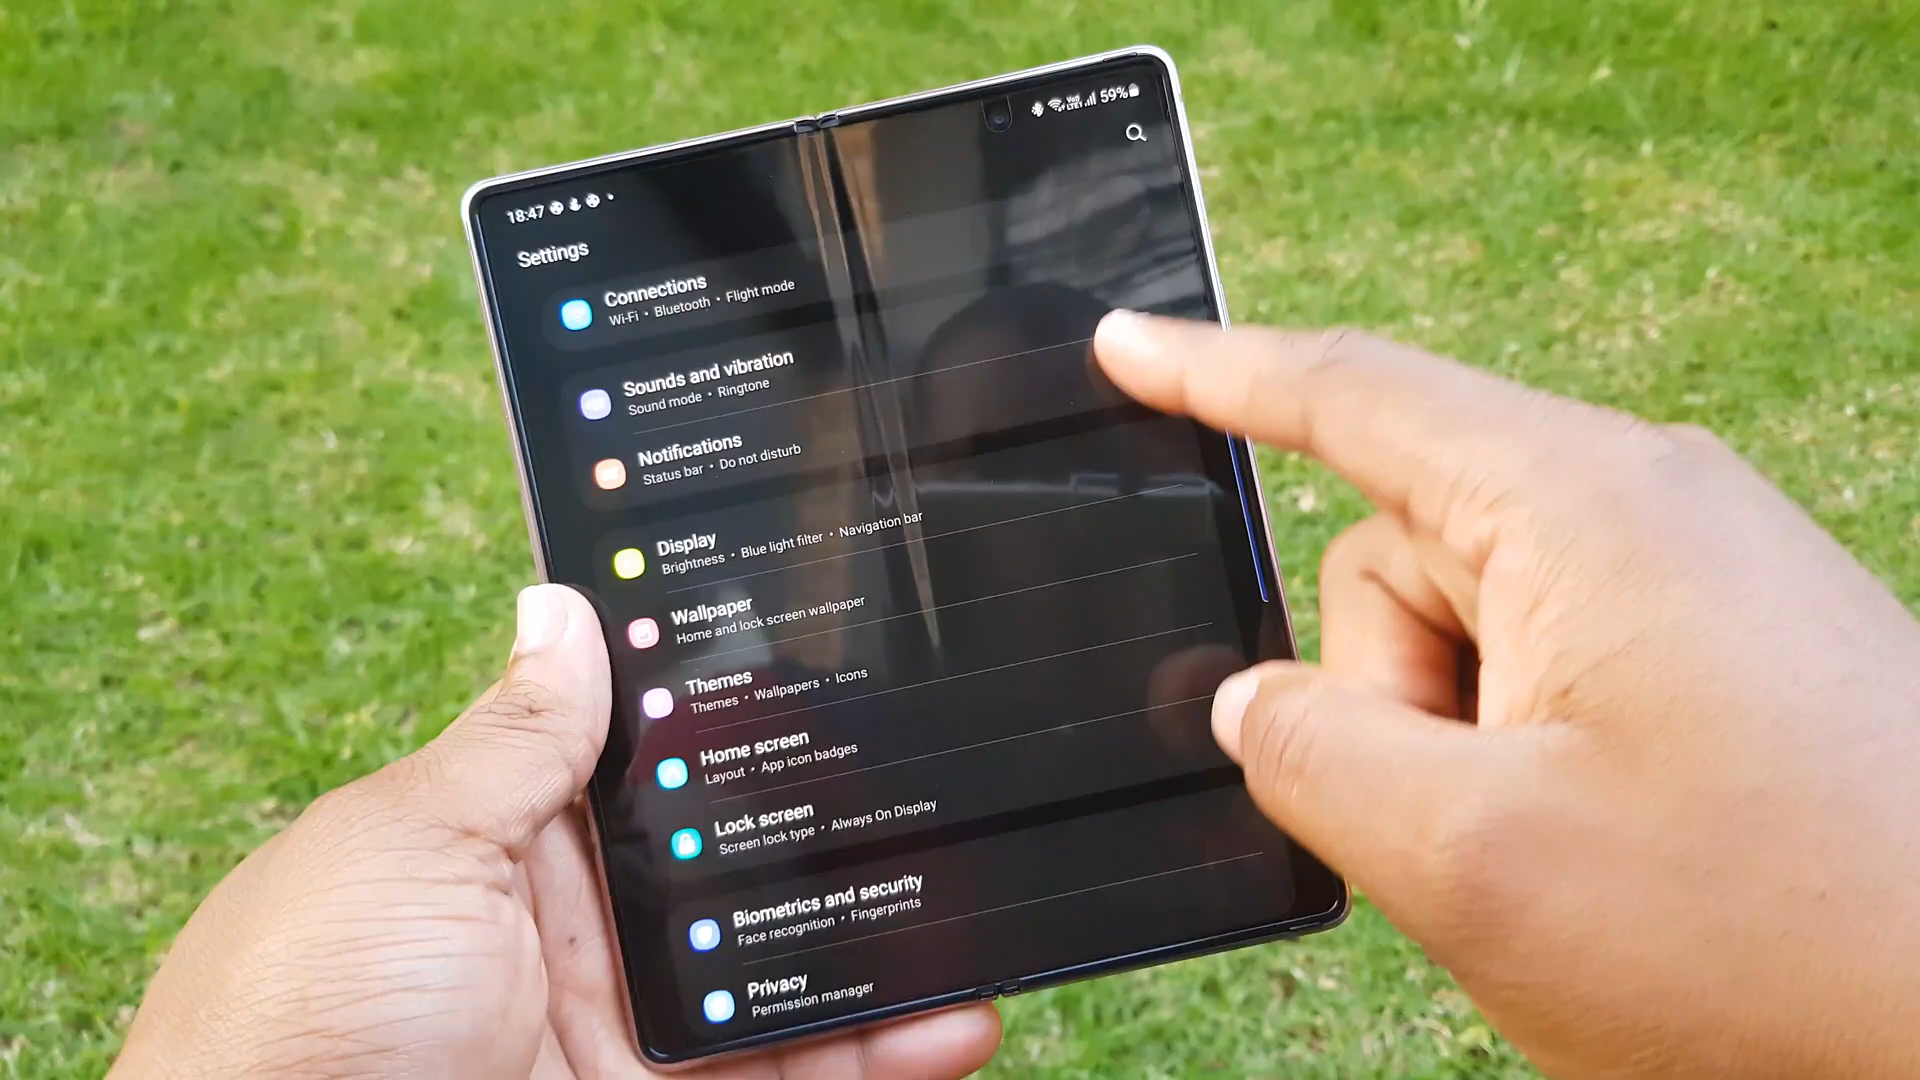 18:47
59%
Settings
Connections
Wi-Fi • Bluetooth • Flight mode
Sounds and vibration
Sound mode • Ringtone
Notifications
Status bar • Do not disturb
Display
Brightness • Blue light filter • Navigation bar
Wallpaper
Home and lock screen wallpaper
Themes
Themes • Wallpapers • Icons
Home screen
Layout • App icon badges
Lock screen
Screen lock type • Always On Display
Biometrics and security
Face recognition • Fingerprints
Privacy
Permission manager